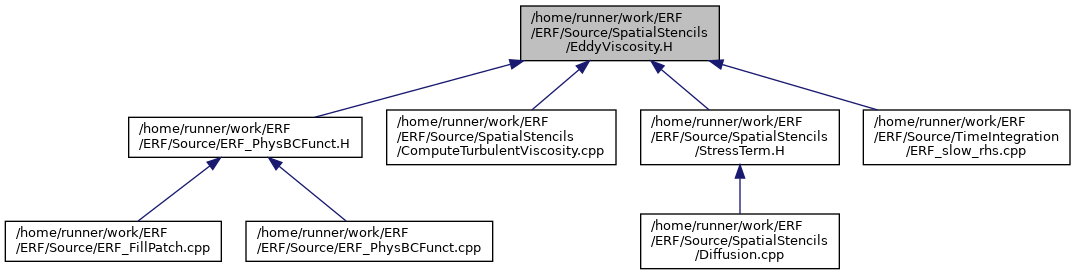 /home/runner/work/ERF
/ERF/Source/SpatialStencils
/EddyViscosity.H
/home/runner/work/ERF
/ERF/Source/ERF_PhysBCFunct.H
/home/runner/work/ERF
/ERF/Source/SpatialStencils
/ComputeTurbulentViscosity.cpp
/home/runner/work/ERF
/ERF/Source/SpatialStencils
/StressTerm.H
/home/runner/work/ERF
/ERF/Source/TimeIntegration
/ERF_slow_rhs.cpp
/home/runner/work/ERF
/ERF/Source/ERF_FillPatch.cpp
/home/runner/work/ERF
/ERF/Source/ERF_PhysBCFunct.cpp
/home/runner/work/ERF
/ERF/Source/SpatialStencils
/Diffusion.cpp